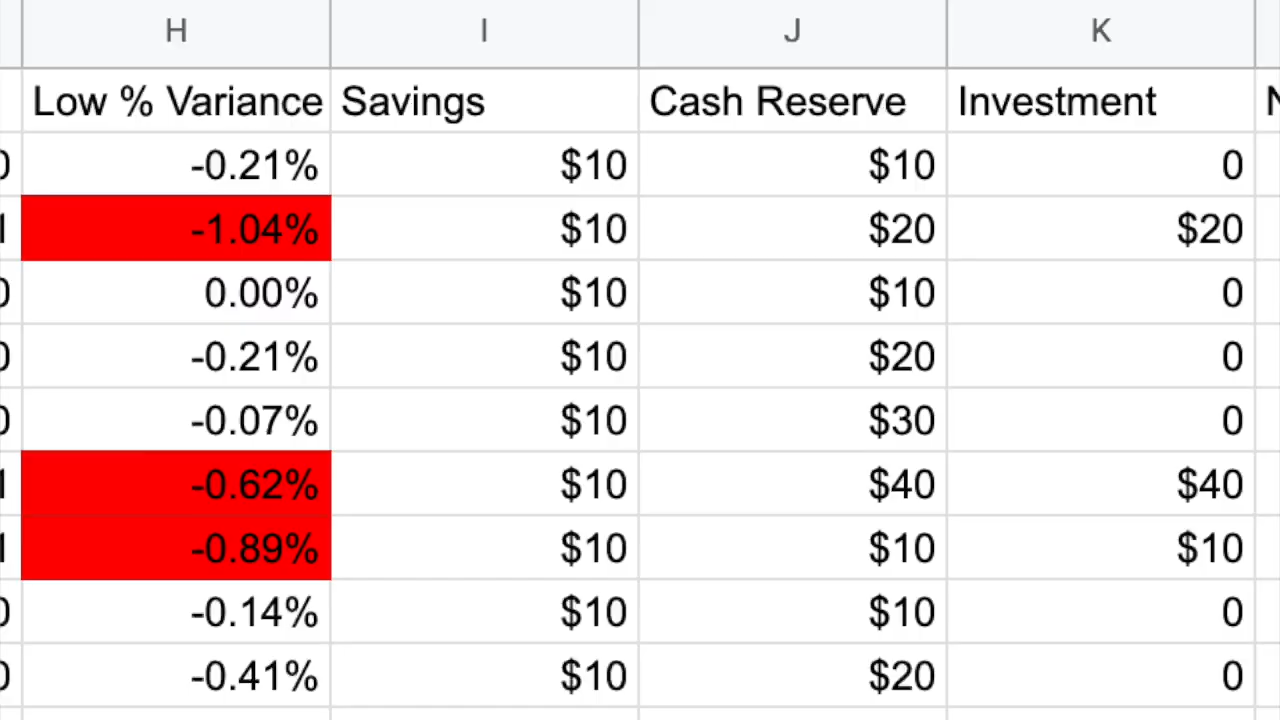 H I J K
Low % Variance Savings Cash Reserve Investment
-0.21% $10 $10 0
-1.04% $10 $20 $20
0.00% $10 $10 0
-0.21% $10 $20 0
-0.07% $10 $30 0
-0.62% $10 $40 $40
-0.89% $10 $10 $10
-0.14% $10 $10 0
-0.41% $10 $20 0